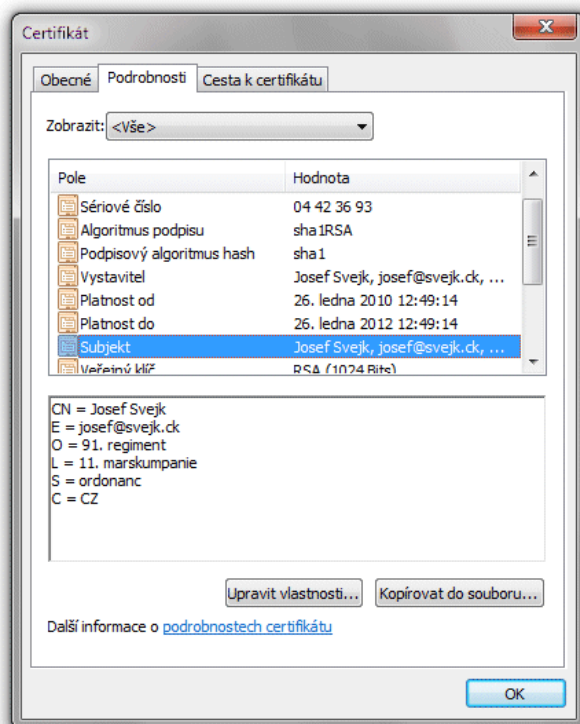 Certifikát
Obecné Podrobnosti Cesta k certifikátu
Zobrazit: <Vše>
Pole Hodnota
Sériové číslo 04 42 36 93
Algoritmus podpisu sha1RSA
Podpisový algoritmus hash sha1
Vystavitel Josef Svejk, josef@svejk.ck, ...
Platnost od 26. ledna 2010 12:49:14
Platnost do 26. ledna 2012 12:49:14
Subjekt Josef Svejk, josef@svejk.ck, ...
Veřejný klíč RSA (1024 Bits)
CN = Josef Svejk
E = josef@svejk.ck
O = 91. regiment
L = 11. marskumpanie
S = ordonanc
C = CZ
Upravit vlastnosti... Kopírovat do souboru...
Další informace o podrobnostech certifikátu
OK